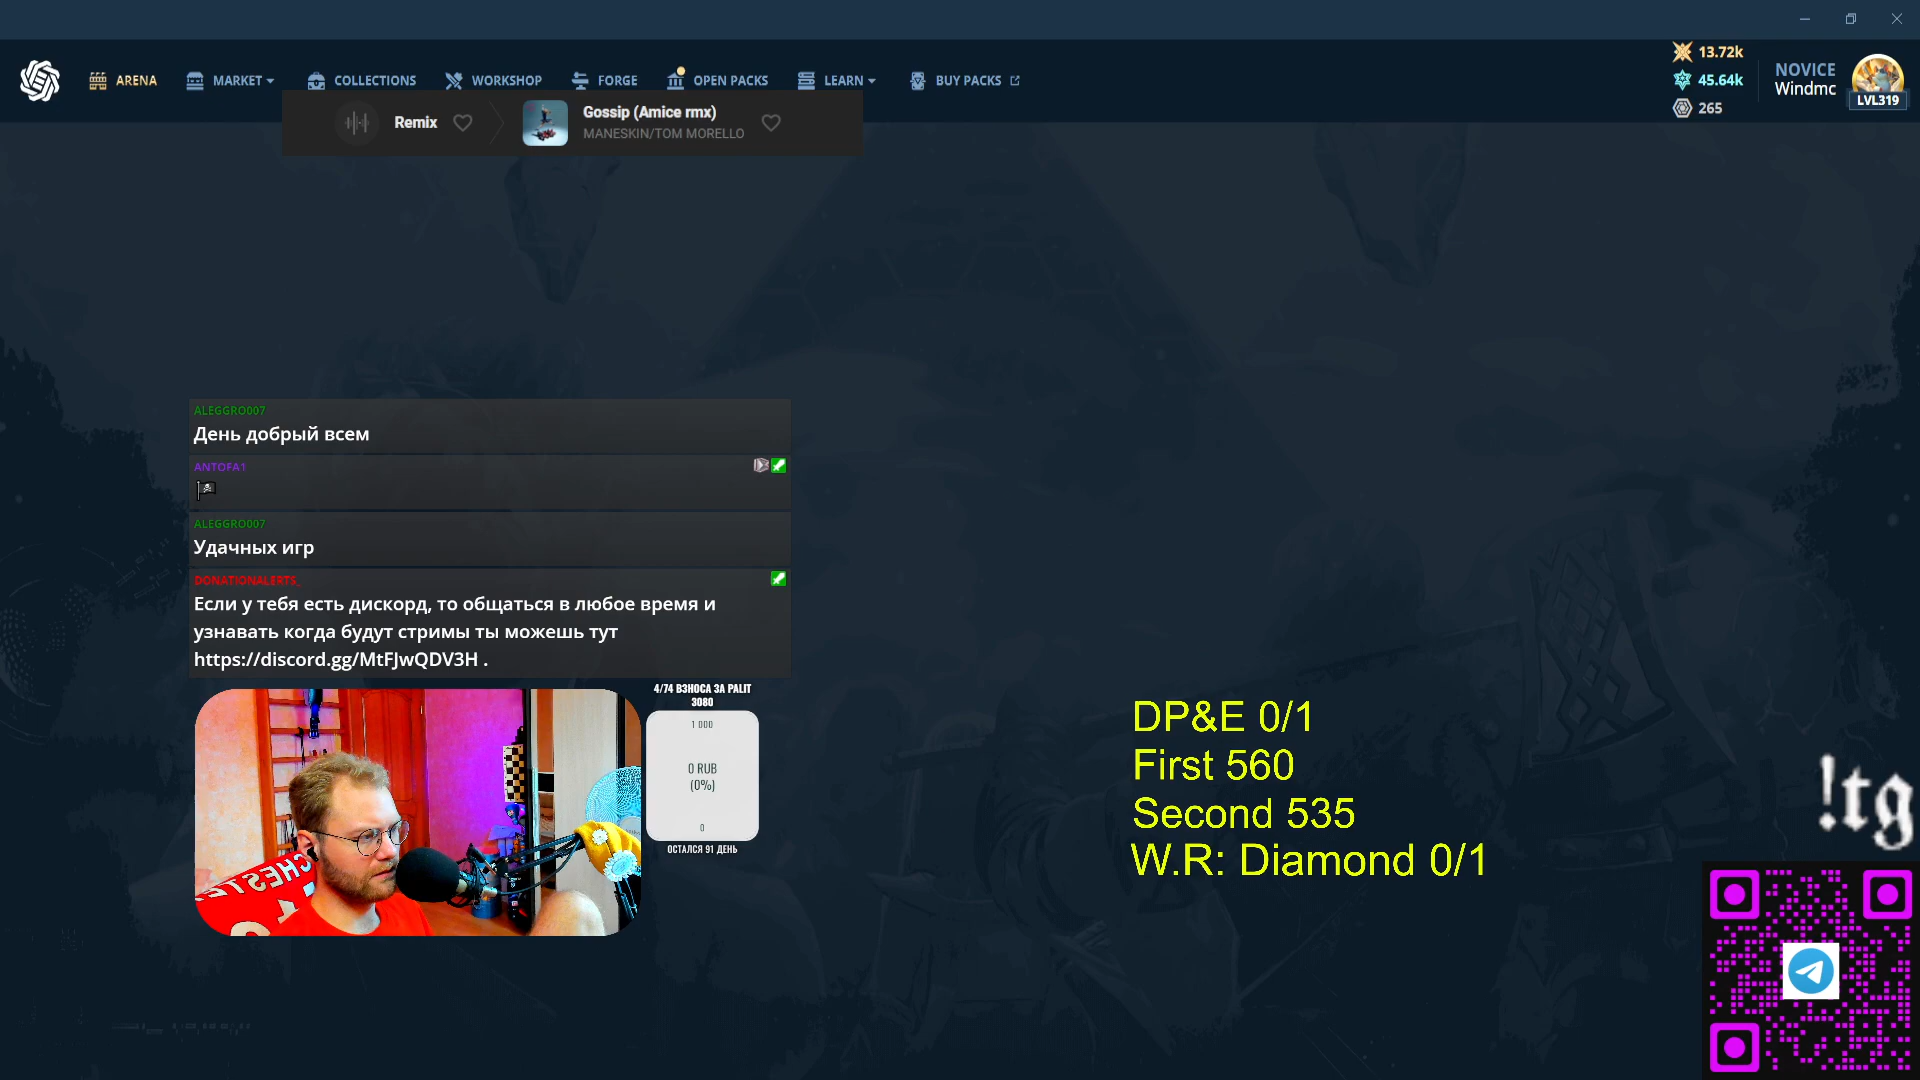 ARENA
MARKET
COLLECTIONS
WORKSHOP
FORGE
OPEN PACKS
LEARN
BUY PACKS
13.72k
45.64k
265
NOVICE
Windmc
LVL319
Remix
Gossip (Amice rmx)
MANESKIN/TOM MORELLO
ALEGGRO007
День добрый всем
ANTOFA1
ALEGGRO007
Удачных игр
DONATIONALERTS_
Если у тебя есть дискорд, то общаться в любое время и
узнавать когда будут стримы ты можешь тут
https://discord.gg/MtFJwQDV3H .
4/74 ВЗНОСА ЗА PALIT
3080
1 000
0 RUB
(0%)
0
ОСТАЛСЯ 91 ДЕНЬ
CHESTE
DP&E 0/1
First 560
Second 535
W.R: Diamond 0/1
!tg